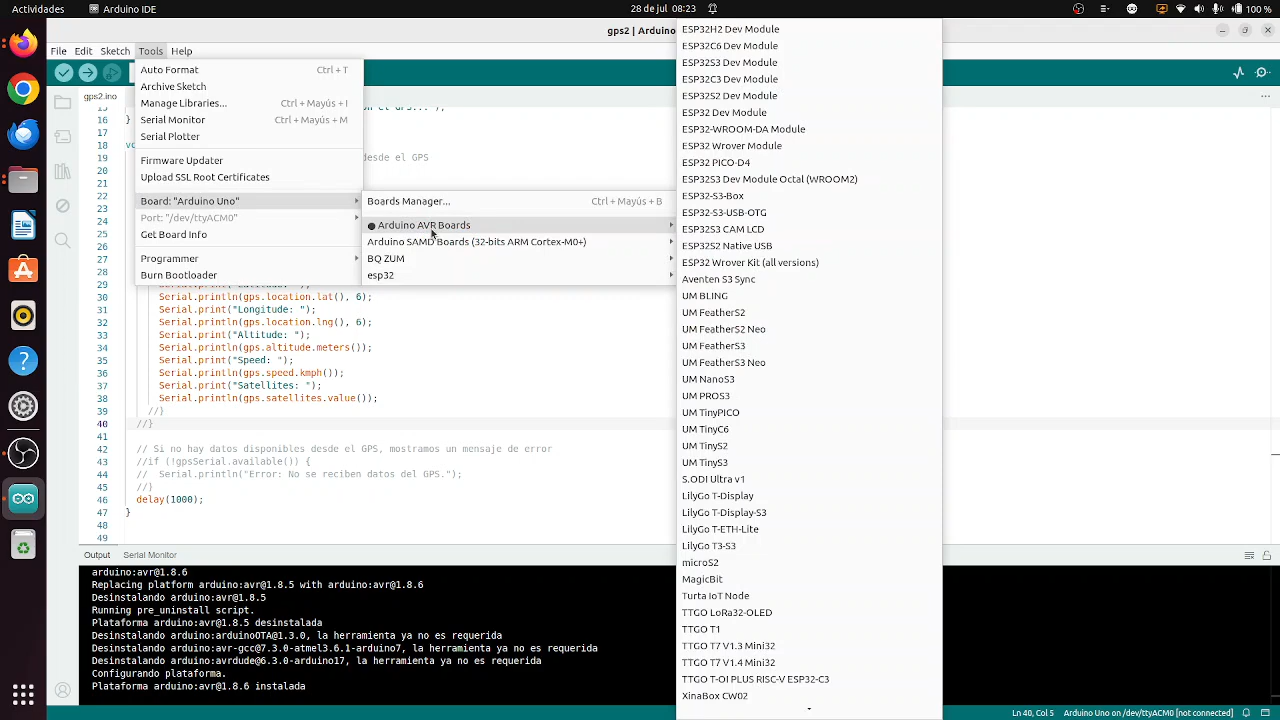 Actividades
Arduino IDE
28 de jul 08:23
100 %
gps2 | Arduino
File Edit Sketch Tools Help
Auto Format Ctrl + T
Archive Sketch
Manage Libraries... Ctrl + Mayús + I
Serial Monitor Ctrl + Mayús + M
Serial Plotter
Firmware Updater
Upload SSL Root Certificates
Board: "Arduino Uno"
Port: "/dev/ttyACM0"
Get Board Info
Programmer
Burn Bootloader
Boards Manager... Ctrl + Mayús + B
Arduino AVR Boards
Arduino SAMD Boards (32-bits ARM Cortex-M0+)
BQ ZUM
esp32
ESP32H2 Dev Module
ESP32C6 Dev Module
ESP32S3 Dev Module
ESP32C3 Dev Module
ESP32S2 Dev Module
ESP32 Dev Module
ESP32-WROOM-DA Module
ESP32 Wrover Module
ESP32 PICO-D4
ESP32S3 Dev Module Octal (WROOM2)
ESP32-S3-Box
ESP32-S3-USB-OTG
ESP32S3 CAM LCD
ESP32S2 Native USB
ESP32 Wrover Kit (all versions)
Aventen S3 Sync
UM BLING
UM FeatherS2
UM FeatherS2 Neo
UM FeatherS3
UM FeatherS3 Neo
UM NanoS3
UM PROS3
UM TinyPICO
UM TinyC6
UM TinyS2
UM TinyS3
S.ODI Ultra v1
LilyGo T-Display
LilyGo T-Display-S3
LilyGo T-ETH-Lite
LilyGo T3-S3
microS2
MagicBit
Turta IoT Node
TTGO LoRa32-OLED
TTGO T1
TTGO T7 V1.3 Mini32
TTGO T7 V1.4 Mini32
TTGO T-OI PLUS RISC-V ESP32-C3
XinaBox CW02
gps2.ino
16 }
17
18
19 desde el GPS
20
21
22
23
24
25
26
27
28
30 Serial.println(gps.location.lat(), 6);
31 Serial.print("Longitude: ");
32 Serial.println(gps.location.lng(), 6);
33 Serial.print("Altitude: ");
34 Serial.println(gps.altitude.meters());
35 Serial.print("Speed: ");
36 Serial.println(gps.speed.kmph());
37 Serial.print("Satellites: ");
38 Serial.println(gps.satellites.value());
39 //}
40 //}
41
42 // Si no hay datos disponibles desde el GPS, mostramos un mensaje de error
43 //if (!gpsSerial.available()) {
44 // Serial.println("Error: No se reciben datos del GPS.");
45 //}
46 delay(1000);
47 }
48
49
Output Serial Monitor
arduino:avr@1.8.6
Replacing platform arduino:avr@1.8.5 with arduino:avr@1.8.6
Desinstalando arduino:avr@1.8.5
Running pre_uninstall script.
Plataforma arduino:avr@1.8.5 desinstalada
Desinstalando arduino:arduinoOTA@1.3.0, la herramienta ya no es requerida
Desinstalando arduino:avr-gcc@7.3.0-atmel3.6.1-arduino7, la herramienta ya no es requerida
Desinstalando arduino:avrdude@6.3.0-arduino17, la herramienta ya no es requerida
Configurando plataforma.
Plataforma arduino:avr@1.8.6 instalada
Ln 40, Col 5 Arduino Uno on /dev/ttyACM0 [not connected]